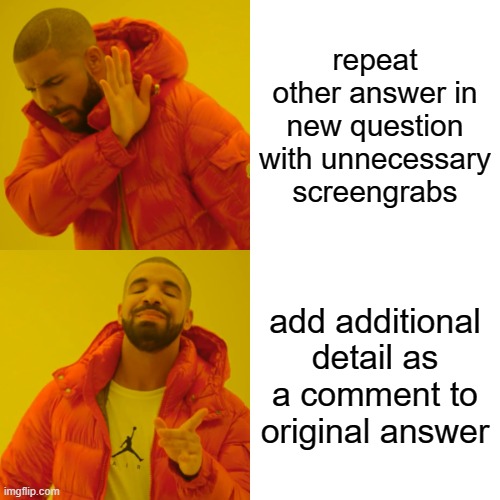 repeat
other answer in
new question
with unnecessary
screengrabs
add additional
detail as
a comment to
original answer
imgflip.com